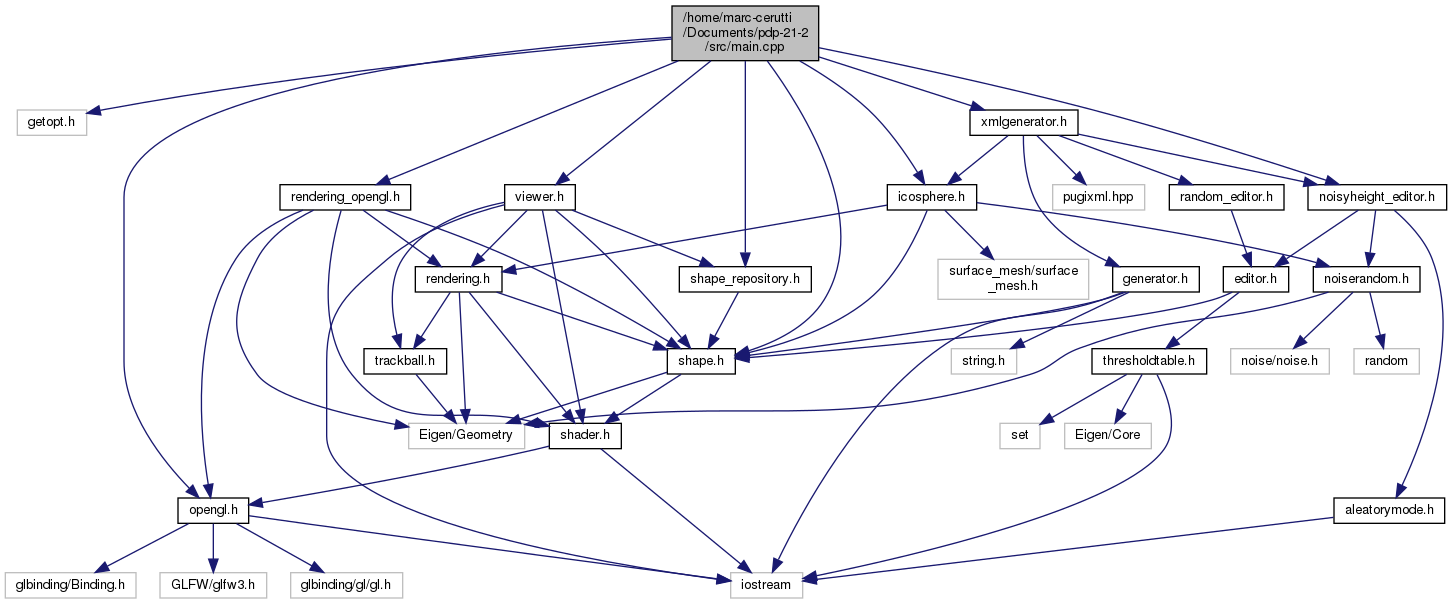 /home/marc-cerutti
/Documents/pdp-21-2
/src/main.cpp
getopt.h
xmlgenerator.h
rendering_opengl.h
viewer.h
icosphere.h
pugixml.hpp
random_editor.h
noisyheight_editor.h
rendering.h
shape_repository.h
surface_mesh/surface
_mesh.h
generator.h
editor.h
noiserandom.h
trackball.h
shape.h
string.h
thresholdtable.h
noise/noise.h
random
Eigen/Geometry
shader.h
set
Eigen/Core
opengl.h
aleatorymode.h
glbinding/Binding.h
GLFW/glfw3.h
glbinding/gl/gl.h
iostream